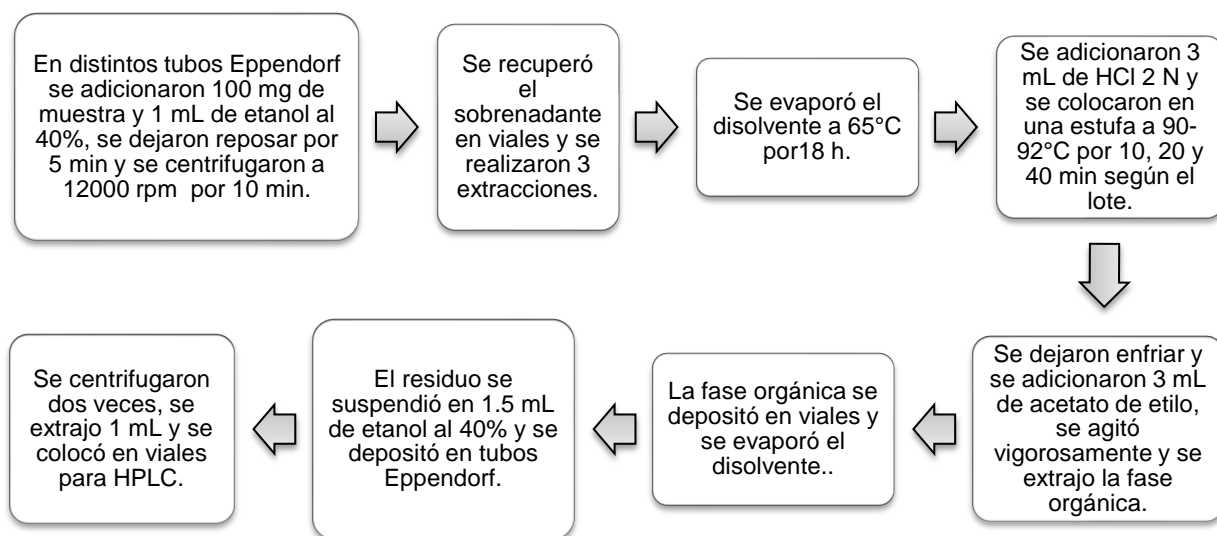 En distintos tubos Eppendorf
se adicionaron 100 mg de
muestra y 1 mL de etanol al
40%, se dejaron reposar por
5 min y se centrifugaron a
12000 rpm  por 10 min.
Se recuperó
el
sobrenadante
en viales y se
realizaron 3
extracciones.
Se evaporó el
disolvente a 65°C
por18 h.
Se adicionaron 3
mL de HCl 2 N y
se colocaron en
una estufa a 90-
92°C por 10, 20 y
40 min según el
lote.
Se dejaron enfriar y
se adicionaron 3 mL
de acetato de etilo,
se agitó
vigorosamente y se
extrajo la fase
orgánica.
La fase orgánica se
depositó en viales y
se evaporó el
disolvente..
El residuo se
suspendió en 1.5 mL
de etanol al 40% y se
depositó en tubos
Eppendorf.
Se centrifugaron
dos veces, se
extrajo 1 mL y se
colocó en viales
para HPLC.